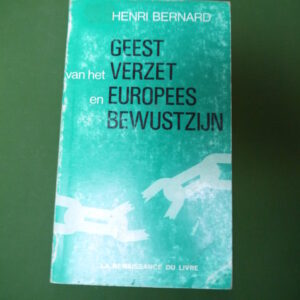 HENRI BERNARD
GEEST
van het VERZET
en EUROPEES
BEWUSTZIJN
LA RENAISSANCE DU LIVRE